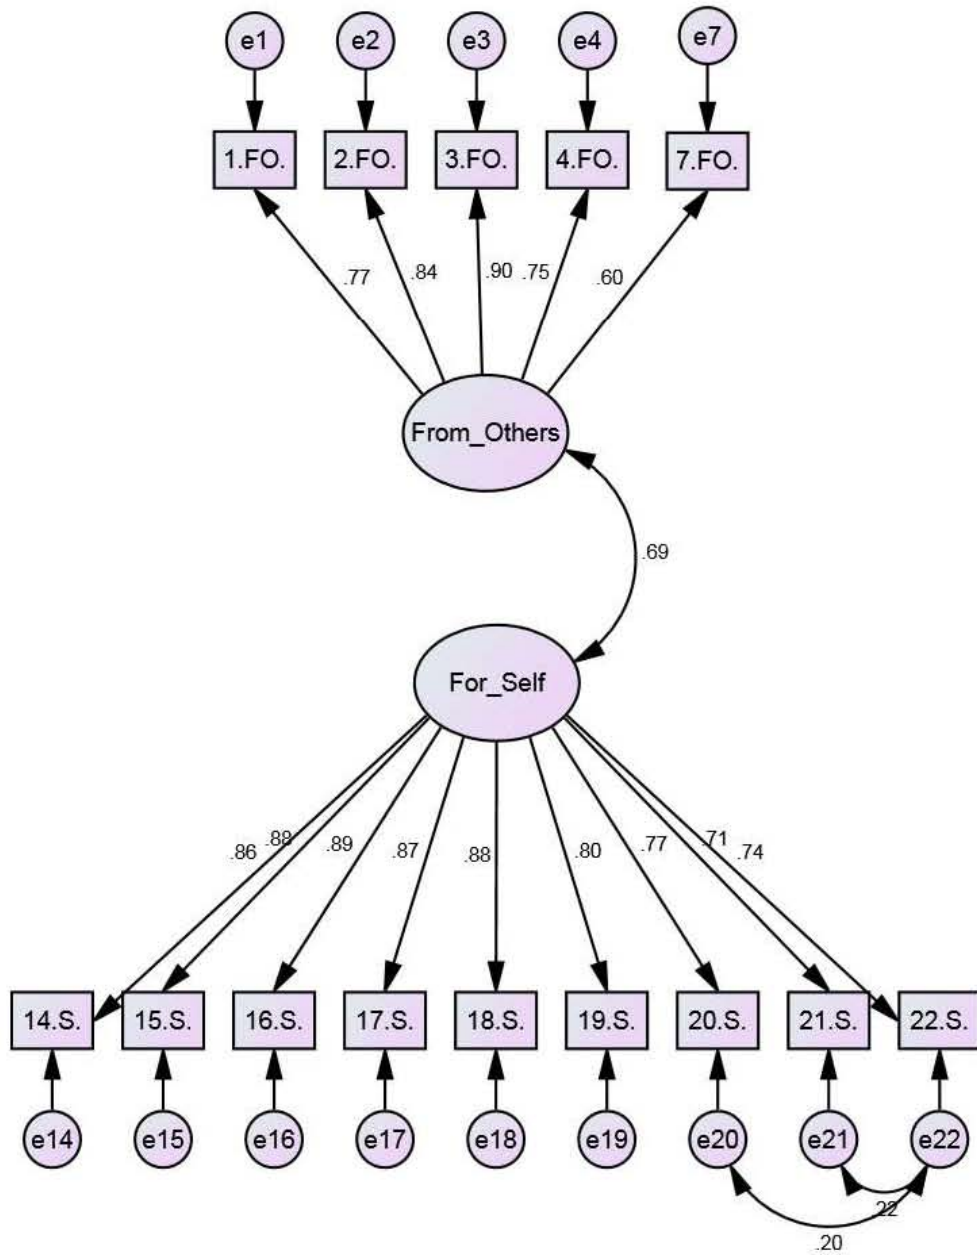 e1 e2 e3 e4 e7
1.FO. 2.FO. 3.FO. 4.FO. 7.FO.
.77 .84 .90 .75 .60
From_Others
.69
For_Self
.86 .88 .89 .87 .88 .80 .77 .71 .74
14.S. 15.S. 16.S. 17.S. 18.S. 19.S. 20.S. 21.S. 22.S.
e14 e15 e16 e17 e18 e19 e20 e21 e22
.22
.20